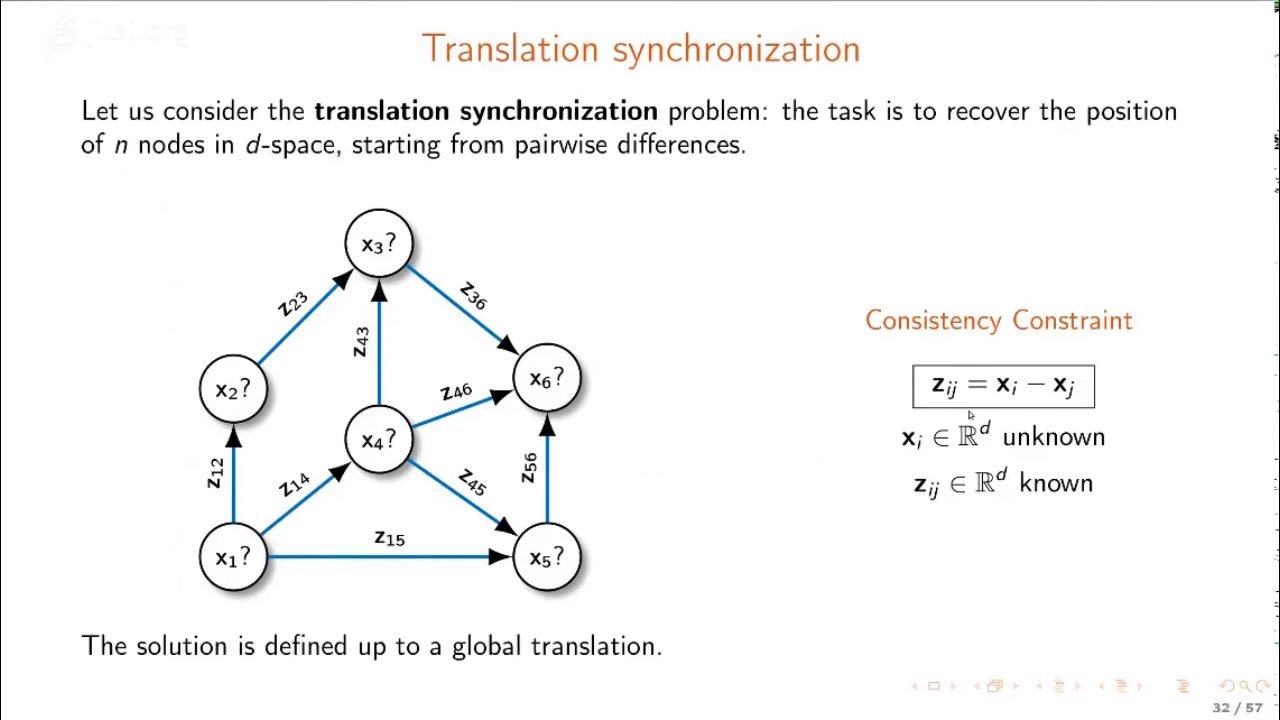 Translation synchronization
Let us consider the translation synchronization problem: the task is to recover the position
of n nodes in d-space, starting from pairwise differences.
x₃?
z₂₃
z₃₆
z₄₃
x₂?
x₆?
z₄₆
x₄?
z₁₂
z₁₄
z₄₅
z₅₆
z₁₅
x₁?
x₅?
Consistency Constraint
zᵢⱼ = xᵢ − xⱼ
xᵢ ∈ ℝᵈ unknown
zᵢⱼ ∈ ℝᵈ known
The solution is defined up to a global translation.
32 / 57